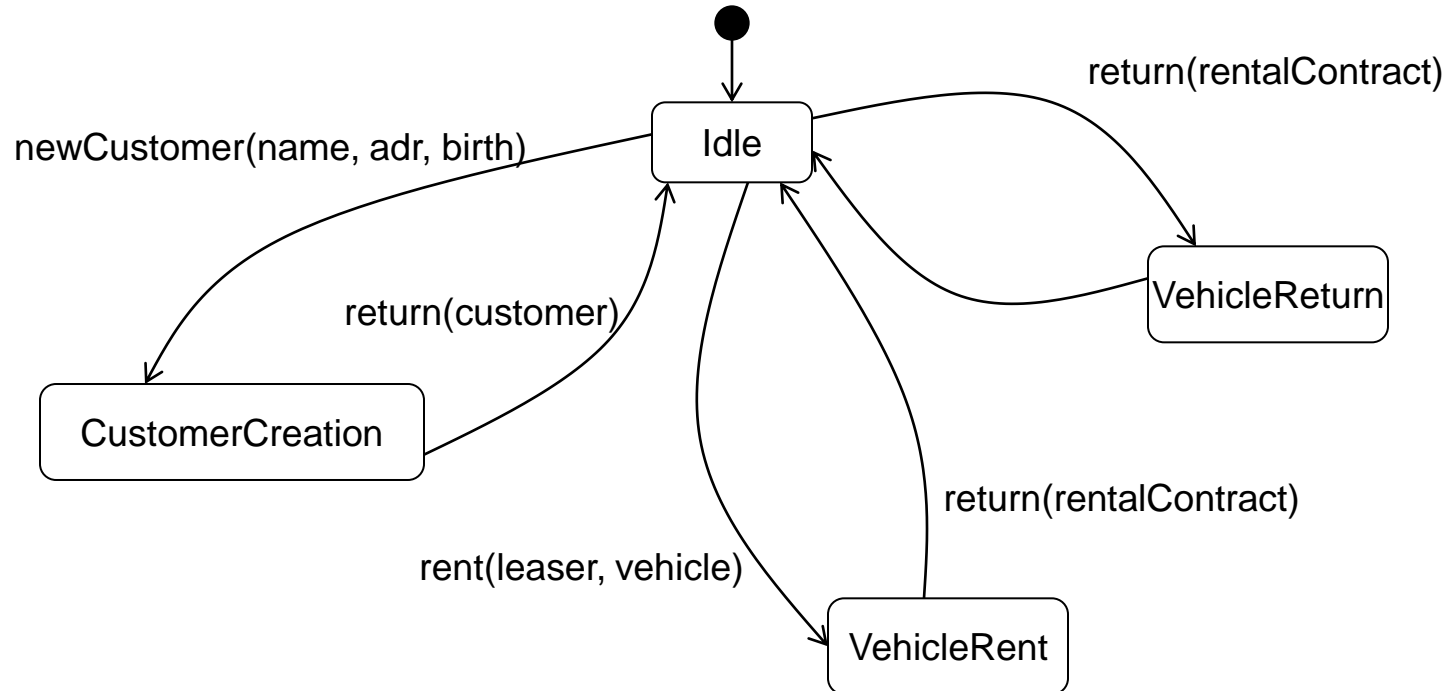 return(rentalContract)
newCustomer(name, adr, birth)
Idle
VehicleReturn
return(customer)
CustomerCreation
return(rentalContract)
rent(leaser, vehicle)
VehicleRent